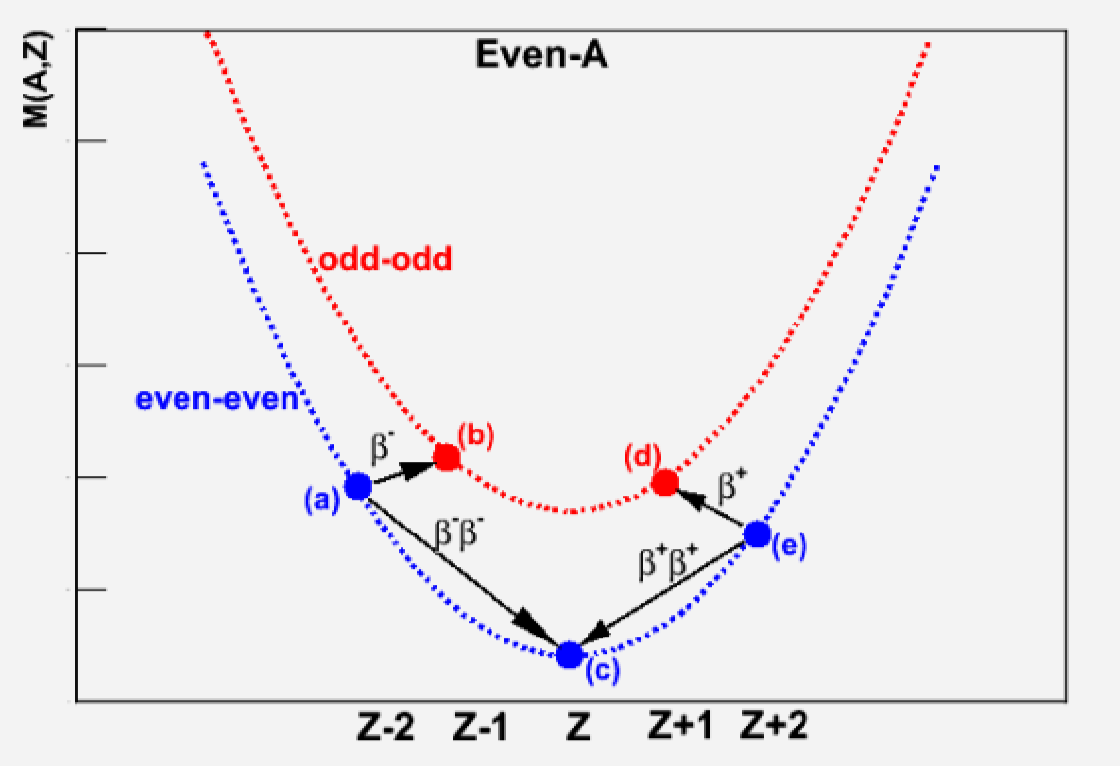 Even-A
M(A,Z)
odd-odd
even-even
β⁻
(b)
(d)
β⁺
(a)
β⁻β⁻
β⁺β⁺
(e)
(c)
Z-2 Z-1 Z Z+1 Z+2